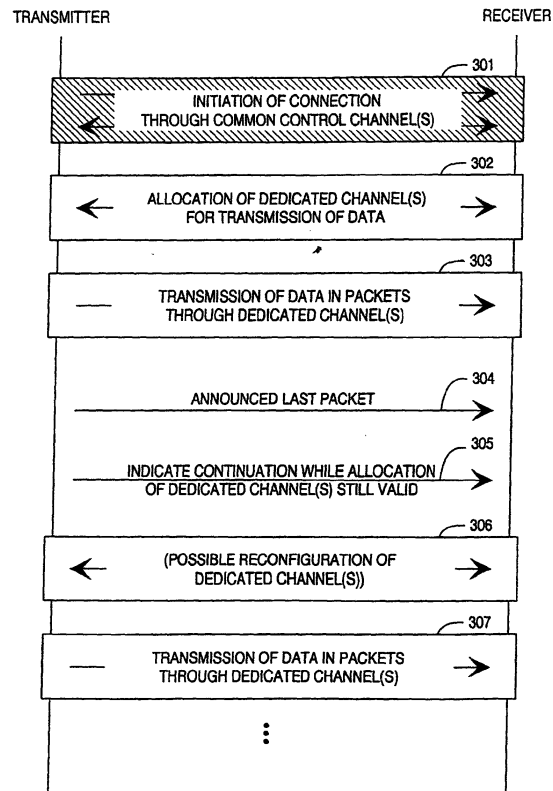 TRANSMITTER
RECEIVER
301
INITIATION OF CONNECTION
THROUGH COMMON CONTROL CHANNEL(S)
302
ALLOCATION OF DEDICATED CHANNEL(S)
FOR TRANSMISSION OF DATA
303
TRANSMISSION OF DATA IN PACKETS
THROUGH DEDICATED CHANNEL(S)
304
ANNOUNCED LAST PACKET
305
INDICATE CONTINUATION WHILE ALLOCATION
OF DEDICATED CHANNEL(S) STILL VALID
306
(POSSIBLE RECONFIGURATION OF
DEDICATED CHANNEL(S))
307
TRANSMISSION OF DATA IN PACKETS
THROUGH DEDICATED CHANNEL(S)